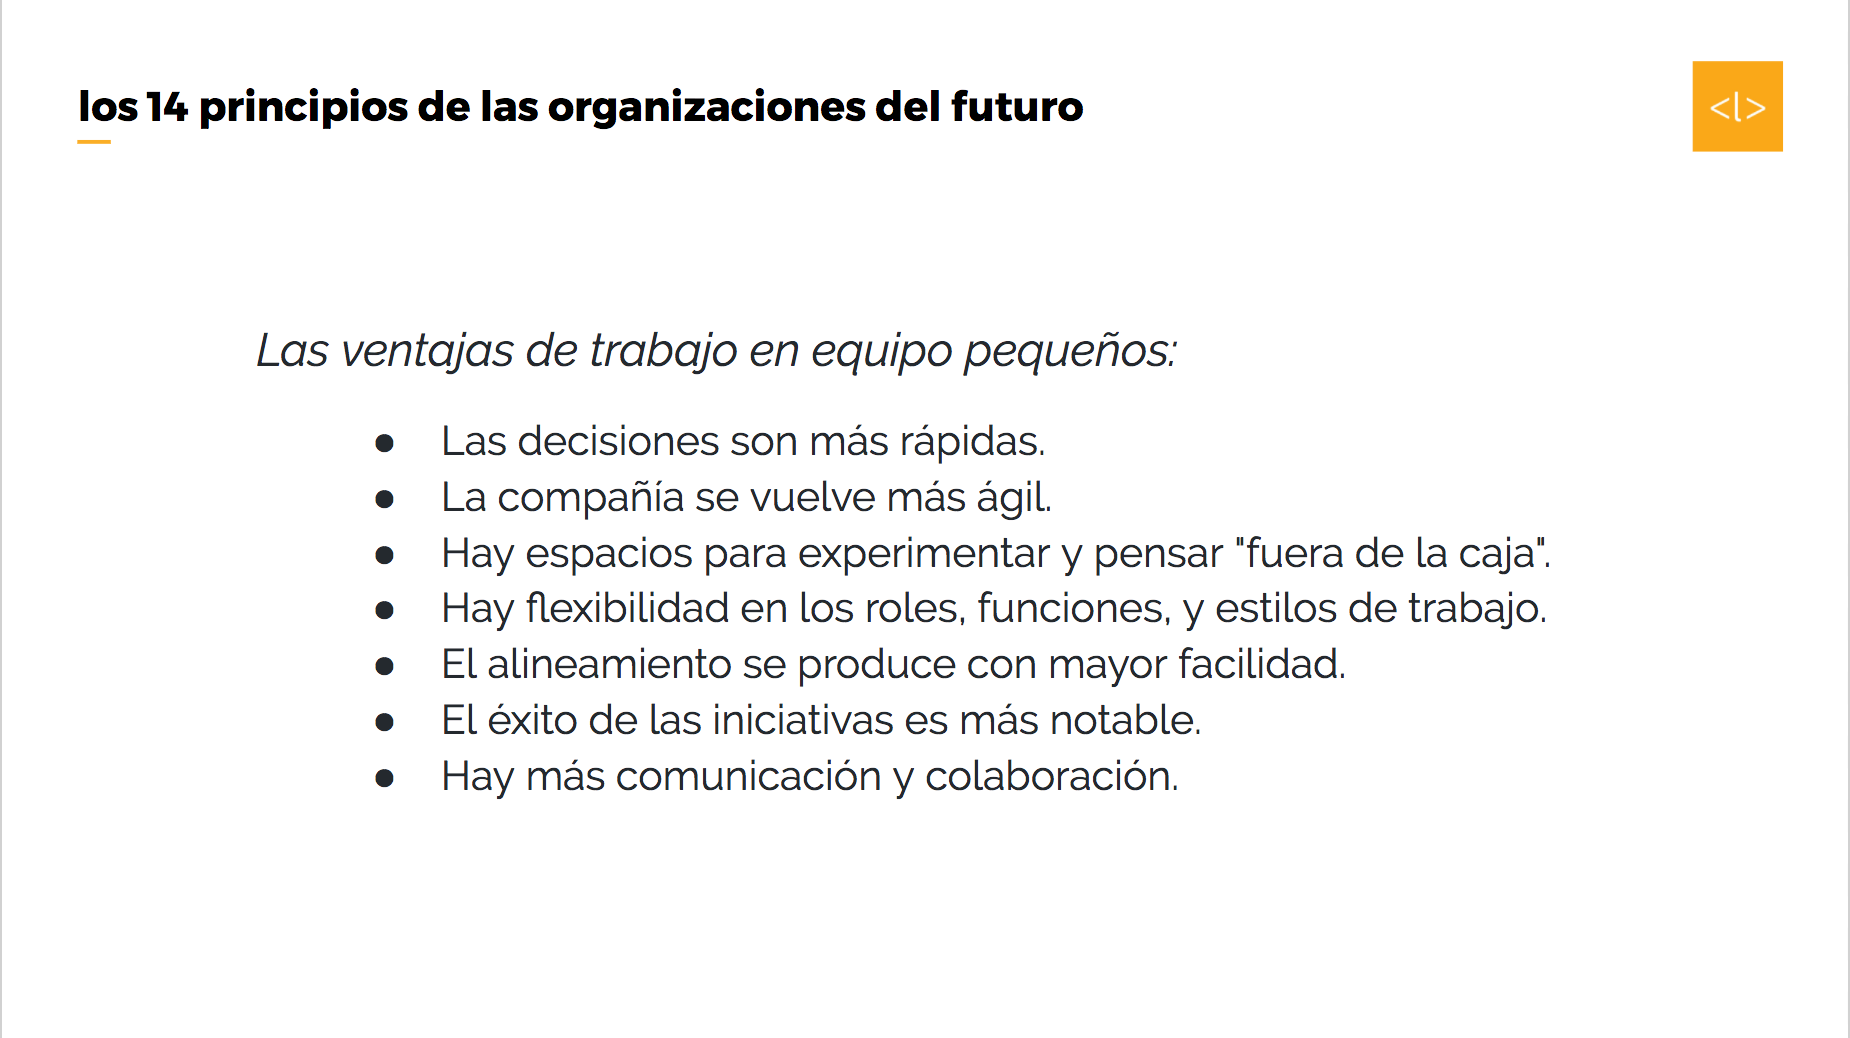 los 14 principios de las organizaciones del futuro
<l>
Las ventajas de trabajo en equipo pequeños:
● Las decisiones son más rápidas.
● La compañía se vuelve más ágil.
● Hay espacios para experimentar y pensar "fuera de la caja".
● Hay flexibilidad en los roles, funciones, y estilos de trabajo.
● El alineamiento se produce con mayor facilidad.
● El éxito de las iniciativas es más notable.
● Hay más comunicación y colaboración.